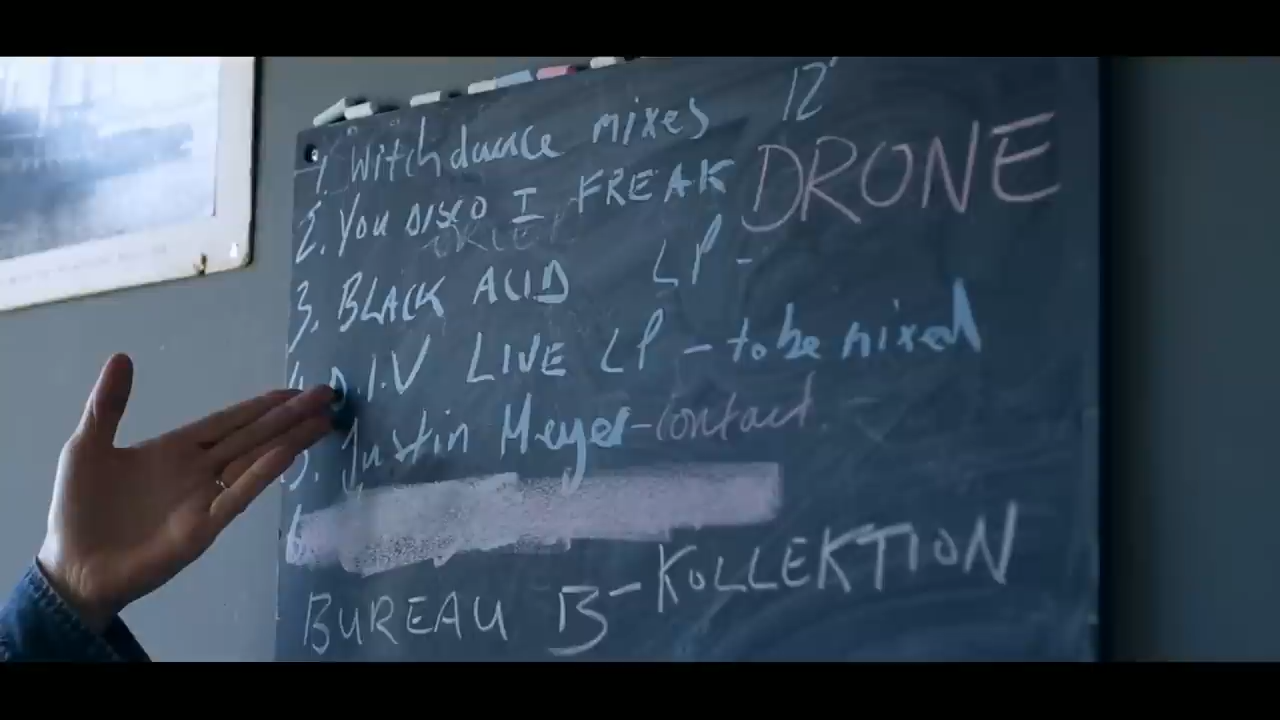 1. Witchdance mixes 12"
2. You DISCO I FREAK
DRONE
3. BLACK ACID LP -
4. D.I.V LIVE LP - to be mixed
5. Justin Meyer - contact.
6
BUREAU B - KOLLEKTION